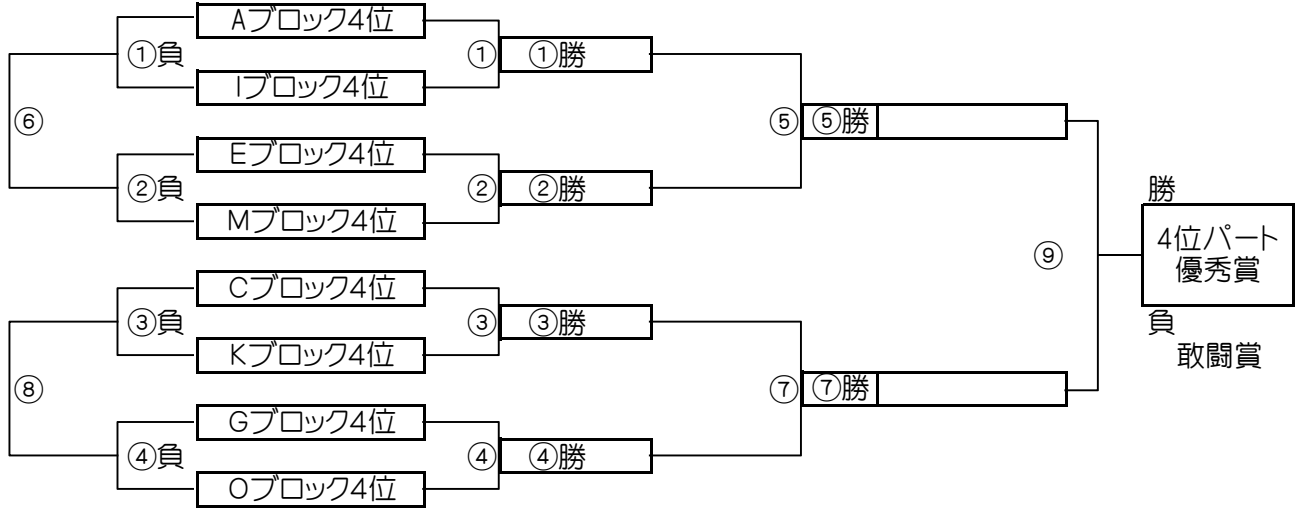 Aブロック4位
①負
①
①勝
Iブロック4位
⑥
⑤
⑤勝
Eブロック4位
②負
②
②勝
Mブロック4位
勝
4位パート
優秀賞
⑨
Cブロック4位
③負
③
③勝
負
敢闘賞
Kブロック4位
⑧
⑦
⑦勝
Gブロック4位
④負
④
④勝
Oブロック4位